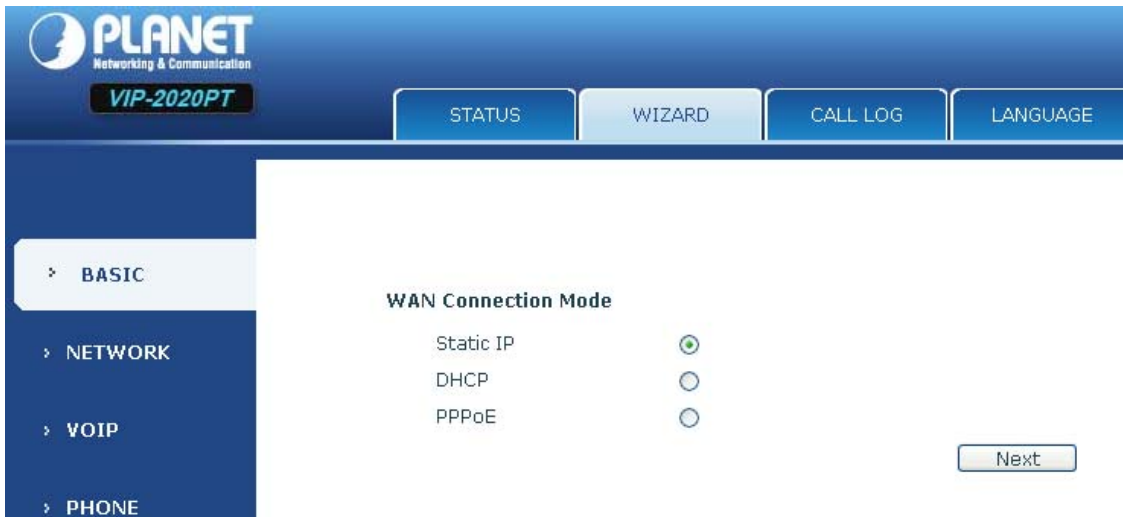 PLANET
Networking & Communication
VIP-2020PT
STATUS WIZARD CALL LOG LANGUAGE
BASIC
NETWORK
VOIP
PHONE
WAN Connection Mode
Static IP
DHCP
PPPoE
Next